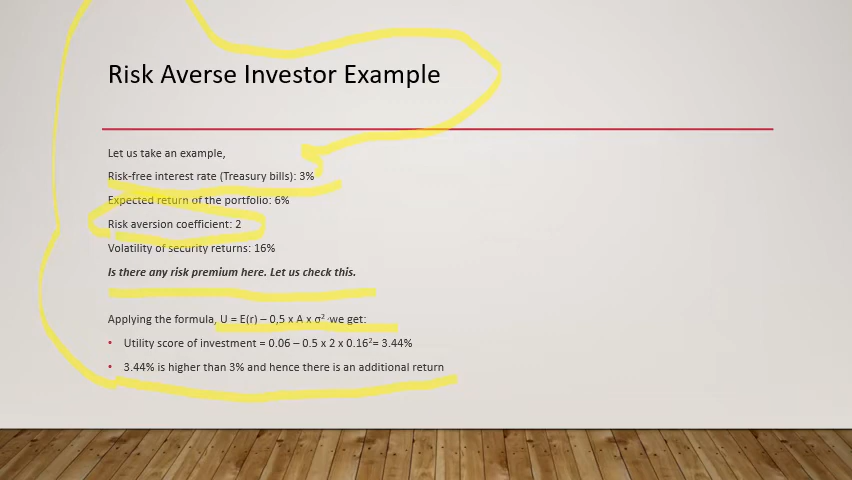 Risk Averse Investor Example
Let us take an example,
Risk-free interest rate (Treasury bills): 3%
Expected return of the portfolio: 6%
Risk aversion coefficient: 2
Volatility of security returns: 16%
Is there any risk premium here. Let us check this.
Applying the formula, U = E(r) – 0,5 x A x σ² we get:
• Utility score of investment = 0.06 – 0.5 x 2 x 0.16²= 3.44%
• 3.44% is higher than 3% and hence there is an additional return